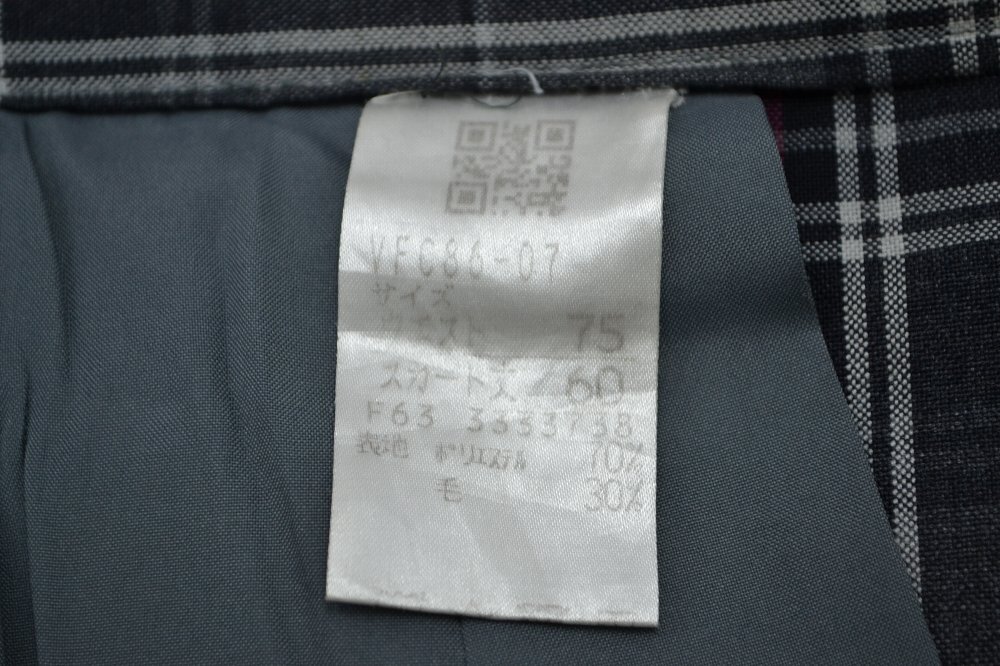 VFC86-07
サイズ
ウエスト 75
スカート丈 60
F63 3333738
表地 ポリエステル 70%
毛 30%